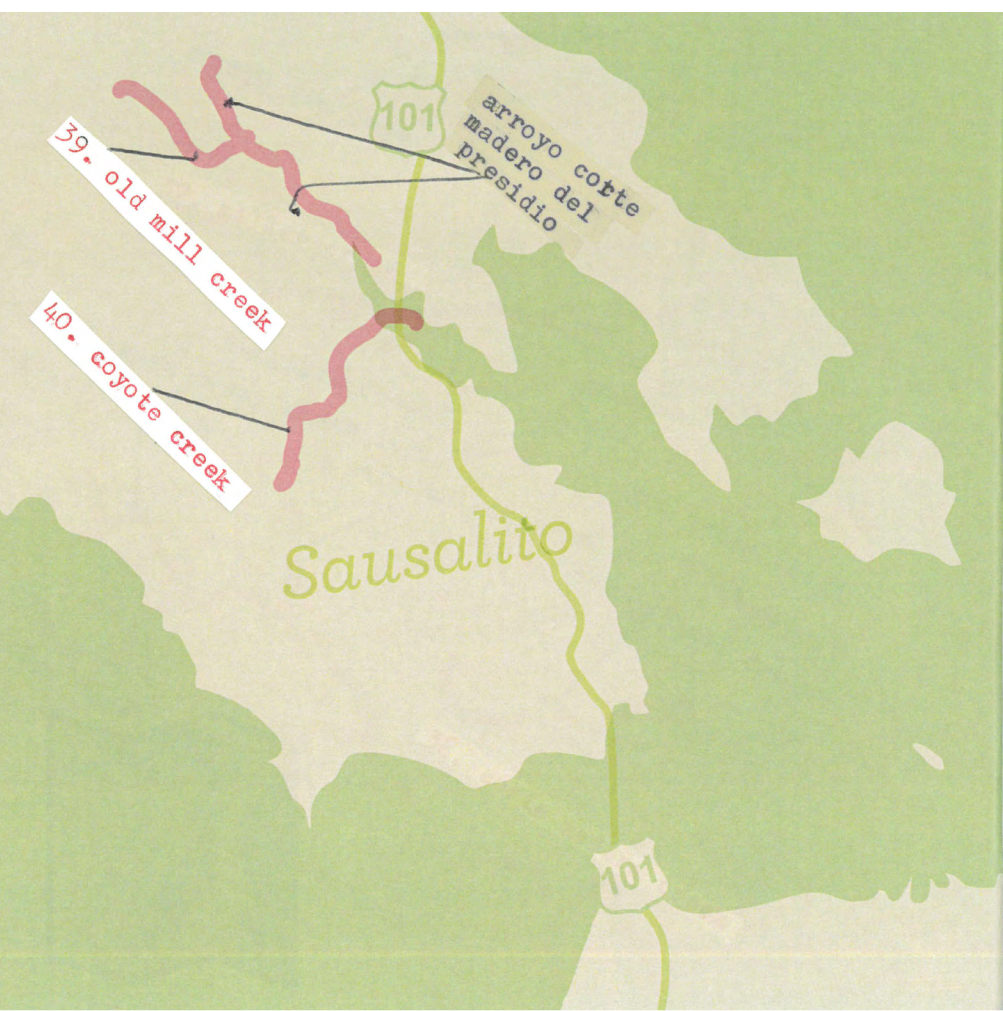 101
arroyo corte
madero del
presidio
39. old mill creek
40. coyote creek
Sausalito
101